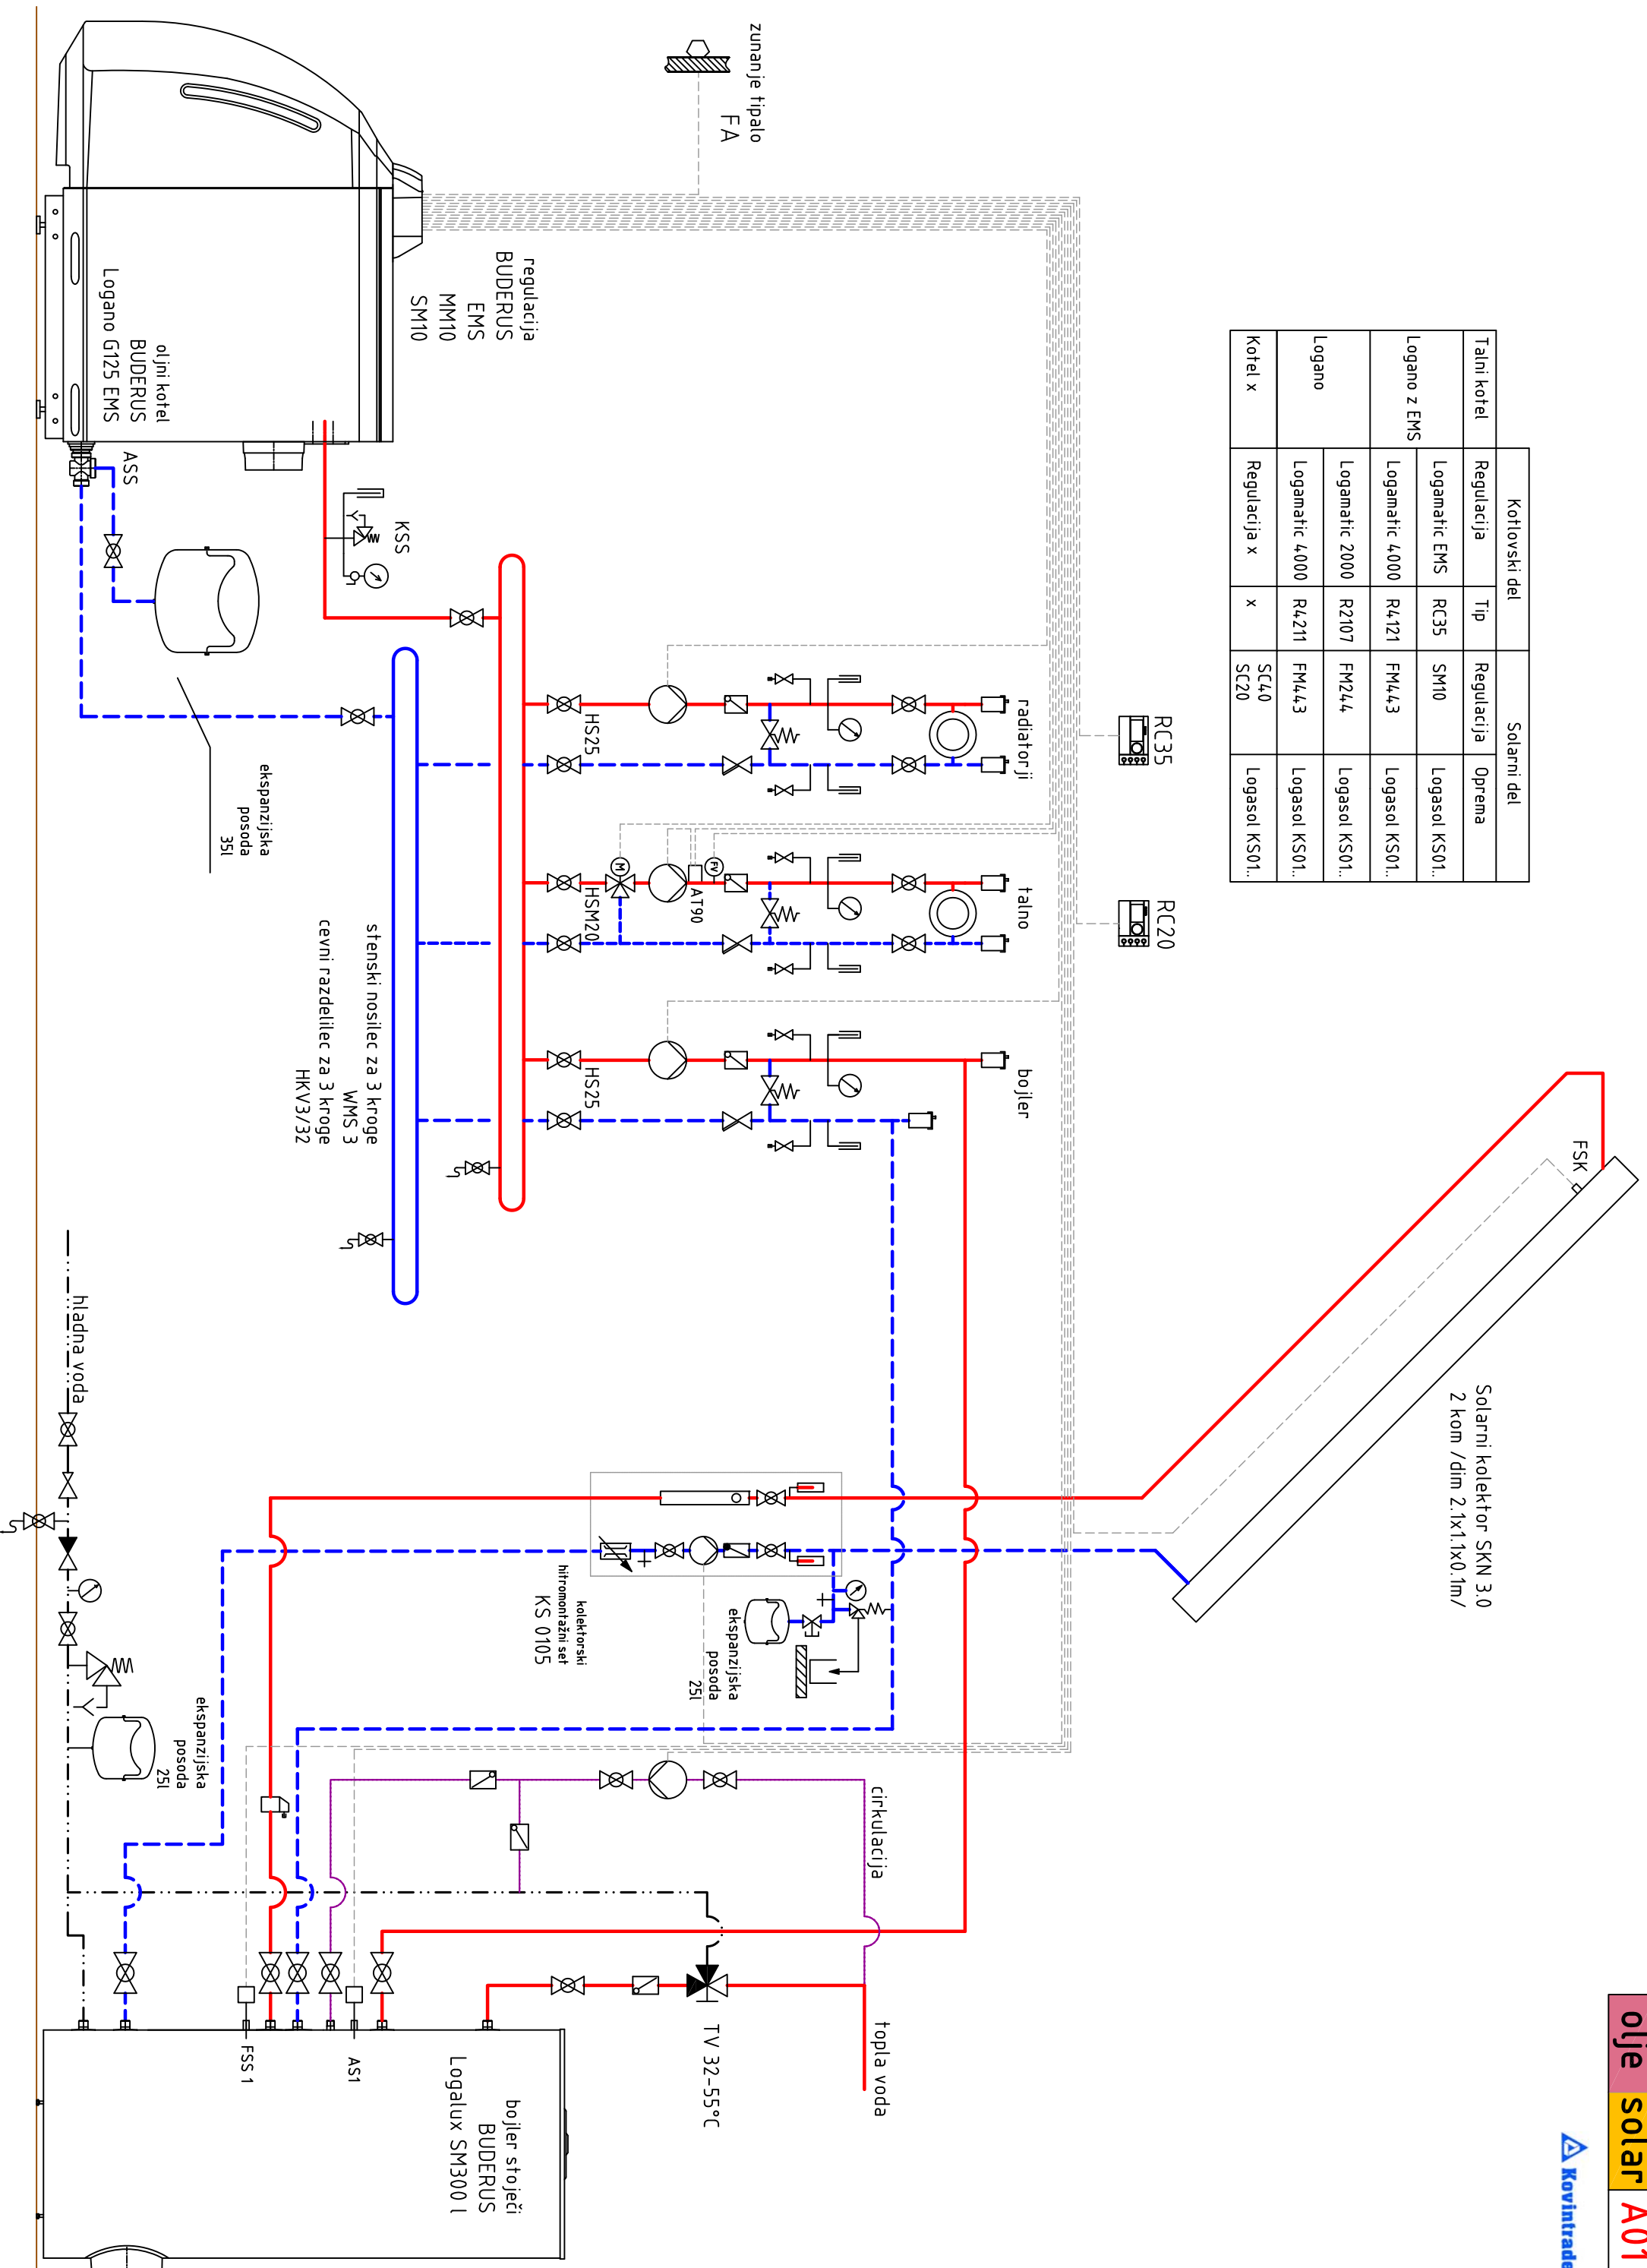 olje solar A01
Kovintrade
Kotlovski del Solarni del
Talni kotel Regulacija Tip Regulacija Oprema
Logano z EMS Logamatic EMS RC35 SM10 Logasol KS01..
Logamatic 4000 R4121 FM443 Logasol KS01..
Logano Logamatic 2000 R2107 FM244 Logasol KS01..
Logamatic 4000 R4211 FM443 Logasol KS01..
Kotel x Regulacija x x SC40 Logasol KS01..
SC20
FSK
Solarni kolektor SKN 3.0
2 kom /dim 2.1x1.1x0.1m/
RC35
RC20
zunanje tipalo
FA
radiatorji
talno
bojler
cirkulacija
topla voda
regulacija
BUDERUS
EMS
MM10
SM10
HS25
HSM20
M
AT90
FV
HS25
TV 32-55°C
ekspanzijska
posoda
25l
kolektorski
hitromontažni set
KS 0105
KSS
stenski nosilec za 3 kroge
WMS 3
cevni razdelilec za 3 kroge
HKV3/32
bojler stoječi
BUDERUS
Logalux SM300 l
AS1
FSS 1
ekspanzijska
posoda
35l
ekspanzijska
posoda
25l
oljni kotel
BUDERUS
Logano G125 EMS
ASS
hladna voda